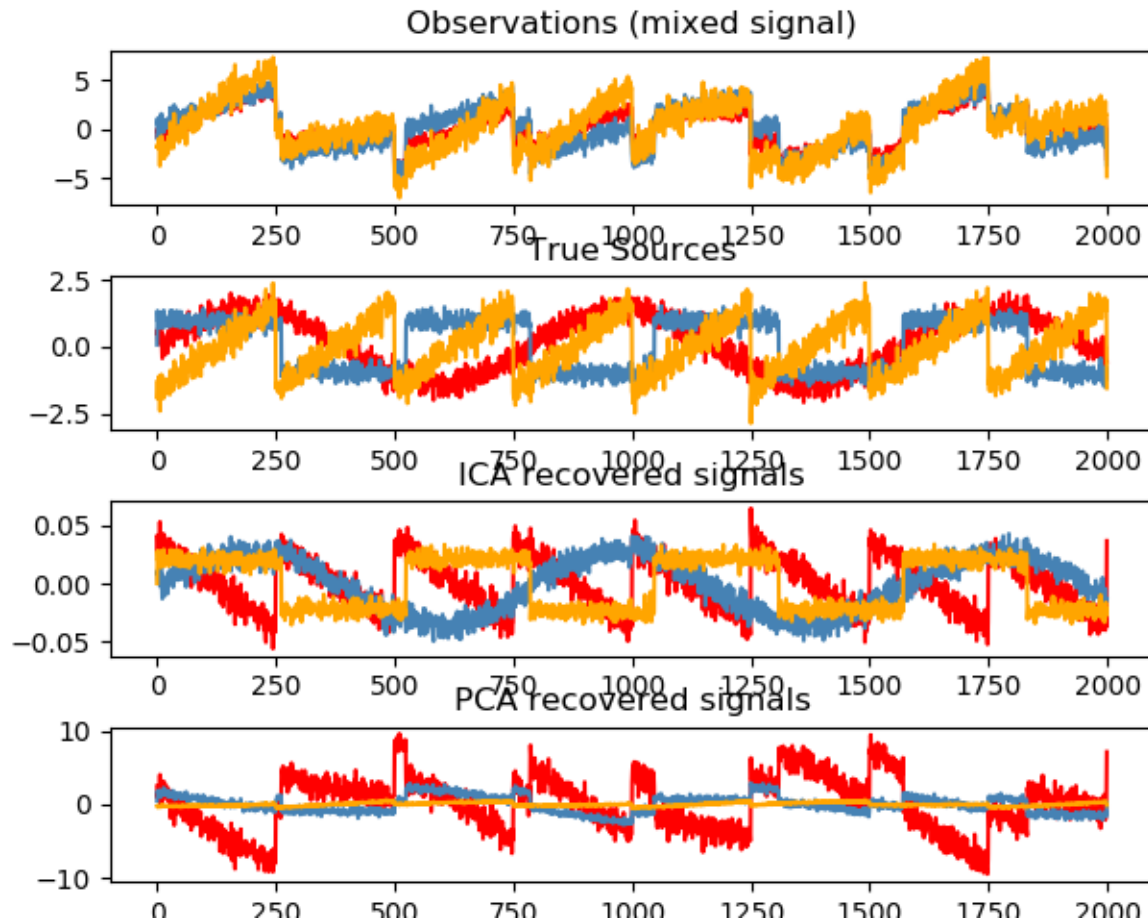 Observations (mixed signal)
5
0
−5
0 250 500 750 1000 1250 1500 1750 2000
True Sources
2.5
0.0
−2.5
0 250 500 750 1000 1250 1500 1750 2000
ICA recovered signals
0.05
0.00
−0.05
0 250 500 750 1000 1250 1500 1750 2000
PCA recovered signals
10
0
−10
0 250 500 750 1000 1250 1500 1750 2000